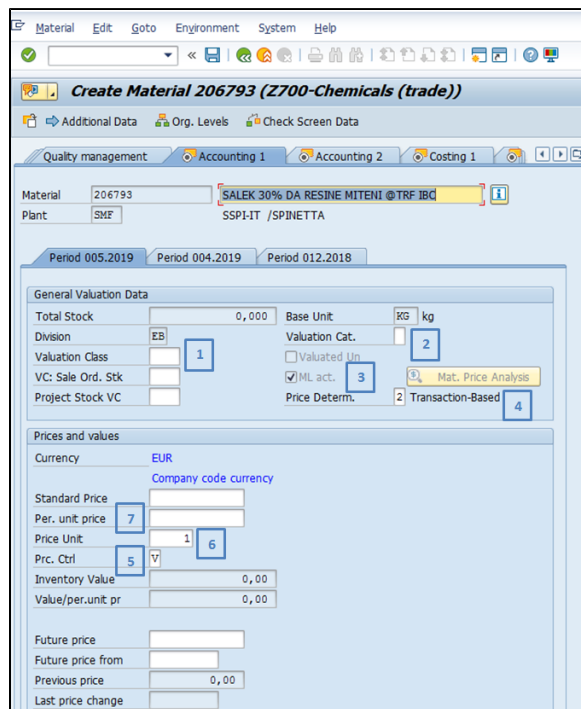 Material Edit Goto Environment System Help
Create Material 206793 (Z700-Chemicals (trade))
Additional Data Org. Levels Check Screen Data
Quality management Accounting 1 Accounting 2 Costing 1
Material 206793 SALEK 30% DA RESINE MITENI @TRF IBC
Plant SMF SSPI-IT /SPINETTA
Period 005.2019 Period 004.2019 Period 012.2018
General Valuation Data
Total Stock 0,000 Base Unit KG kg
Division EB Valuation Cat. 2
Valuation Class 1 Valuated Un
VC: Sale Ord. Stk ML act. 3 Mat. Price Analysis
Project Stock VC Price Determ. 2 Transaction-Based 4
Prices and values
Currency EUR
Company code currency
Standard Price
Per. unit price 7
Price Unit 1 6
Prc. Ctrl 5 V
Inventory Value 0,00
Value/per.unit pr 0,00
Future price
Future price from
Previous price 0,00
Last price change